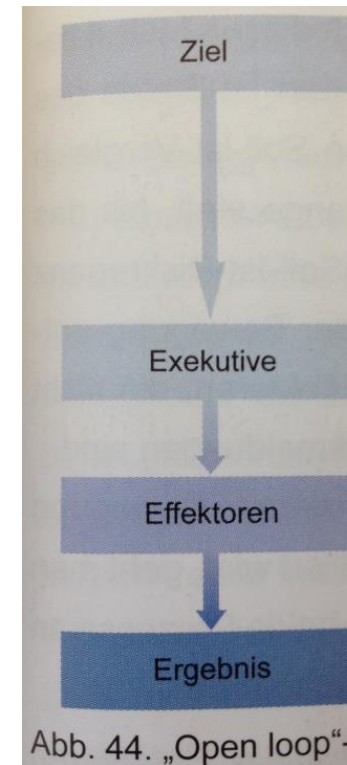 Ziel
Exekutive
Effektoren
Ergebnis
Abb. 44. „Open loop“-